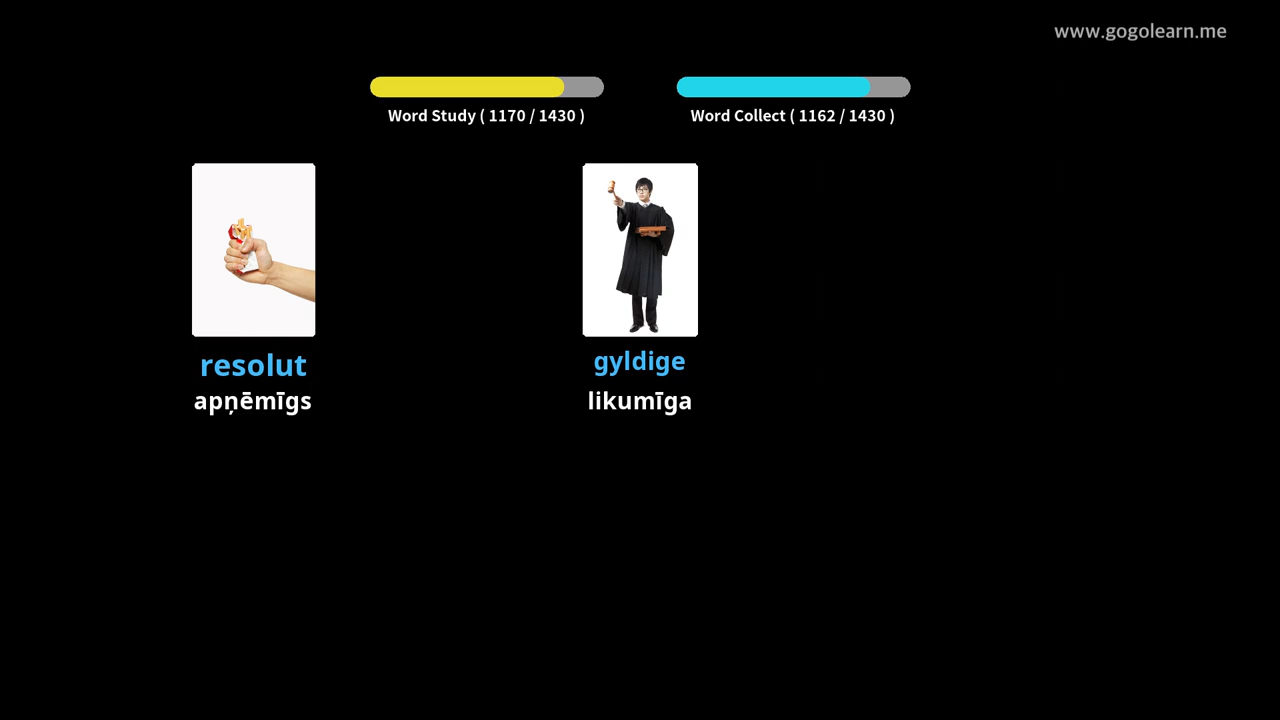 www.gogolearn.me
Word Study ( 1170 / 1430 )
Word Collect ( 1162 / 1430 )
resolut
apņēmīgs
gyldige
likumīga